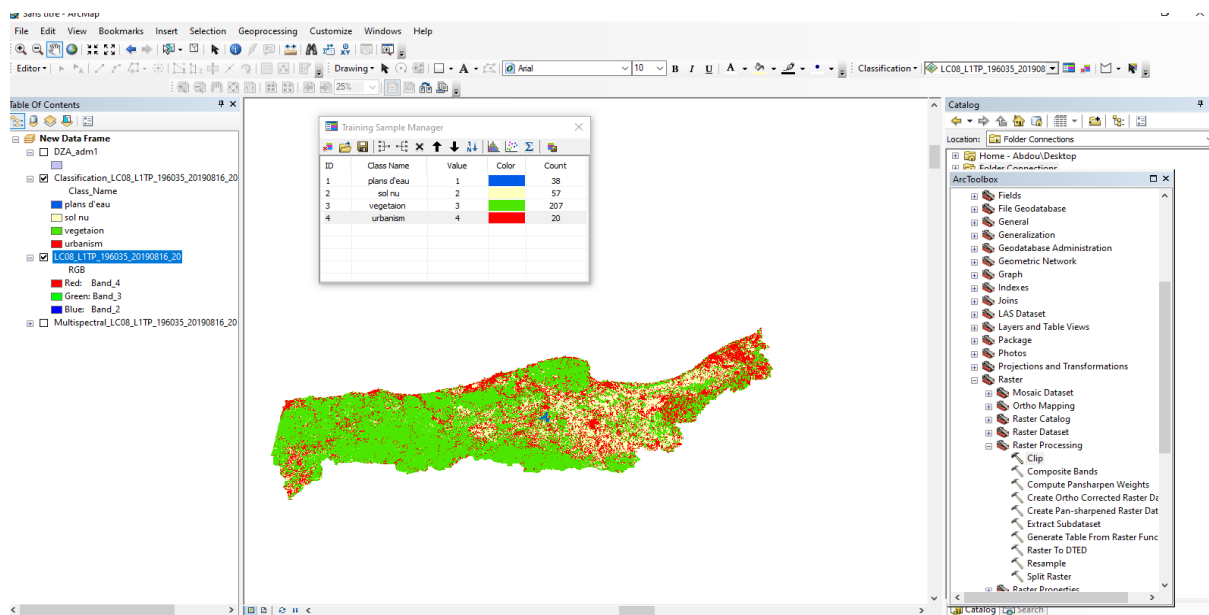 Sans titre - ArcMap
File Edit View Bookmarks Insert Selection Geoprocessing Customize Windows Help
Editor
Drawing
A
Arial
10
B I U A
Classification
LC08_L1TP_196035_201908
25%
Table Of Contents
New Data Frame
DZA_adm1
Classification_LC08_L1TP_196035_20190816_20
Class_Name
plans d'eau
sol nu
vegetaion
urbanism
LC08_L1TP_196035_20190816_20
RGB
Red: Band_4
Green: Band_3
Blue: Band_2
Multispectral_LC08_L1TP_196035_20190816_20
Training Sample Manager
ID Class Name Value Color Count
1 plans d'eau 1 38
2 sol nu 2 57
3 vegetaion 3 207
4 urbanism 4 20
Catalog
Location: Folder Connections
Home - Abdou\Desktop
Folder Connections
ArcToolbox
Fields
File Geodatabase
General
Generalization
Geodatabase Administration
Geometric Network
Graph
Indexes
Joins
LAS Dataset
Layers and Table Views
Package
Photos
Projections and Transformations
Raster
Mosaic Dataset
Ortho Mapping
Raster Catalog
Raster Dataset
Raster Processing
Clip
Composite Bands
Compute Pansharpen Weights
Create Ortho Corrected Raster Da
Create Pan-sharpened Raster Dat
Extract Subdataset
Generate Table From Raster Func
Raster To DTED
Resample
Split Raster
Raster Properties
Catalog Search